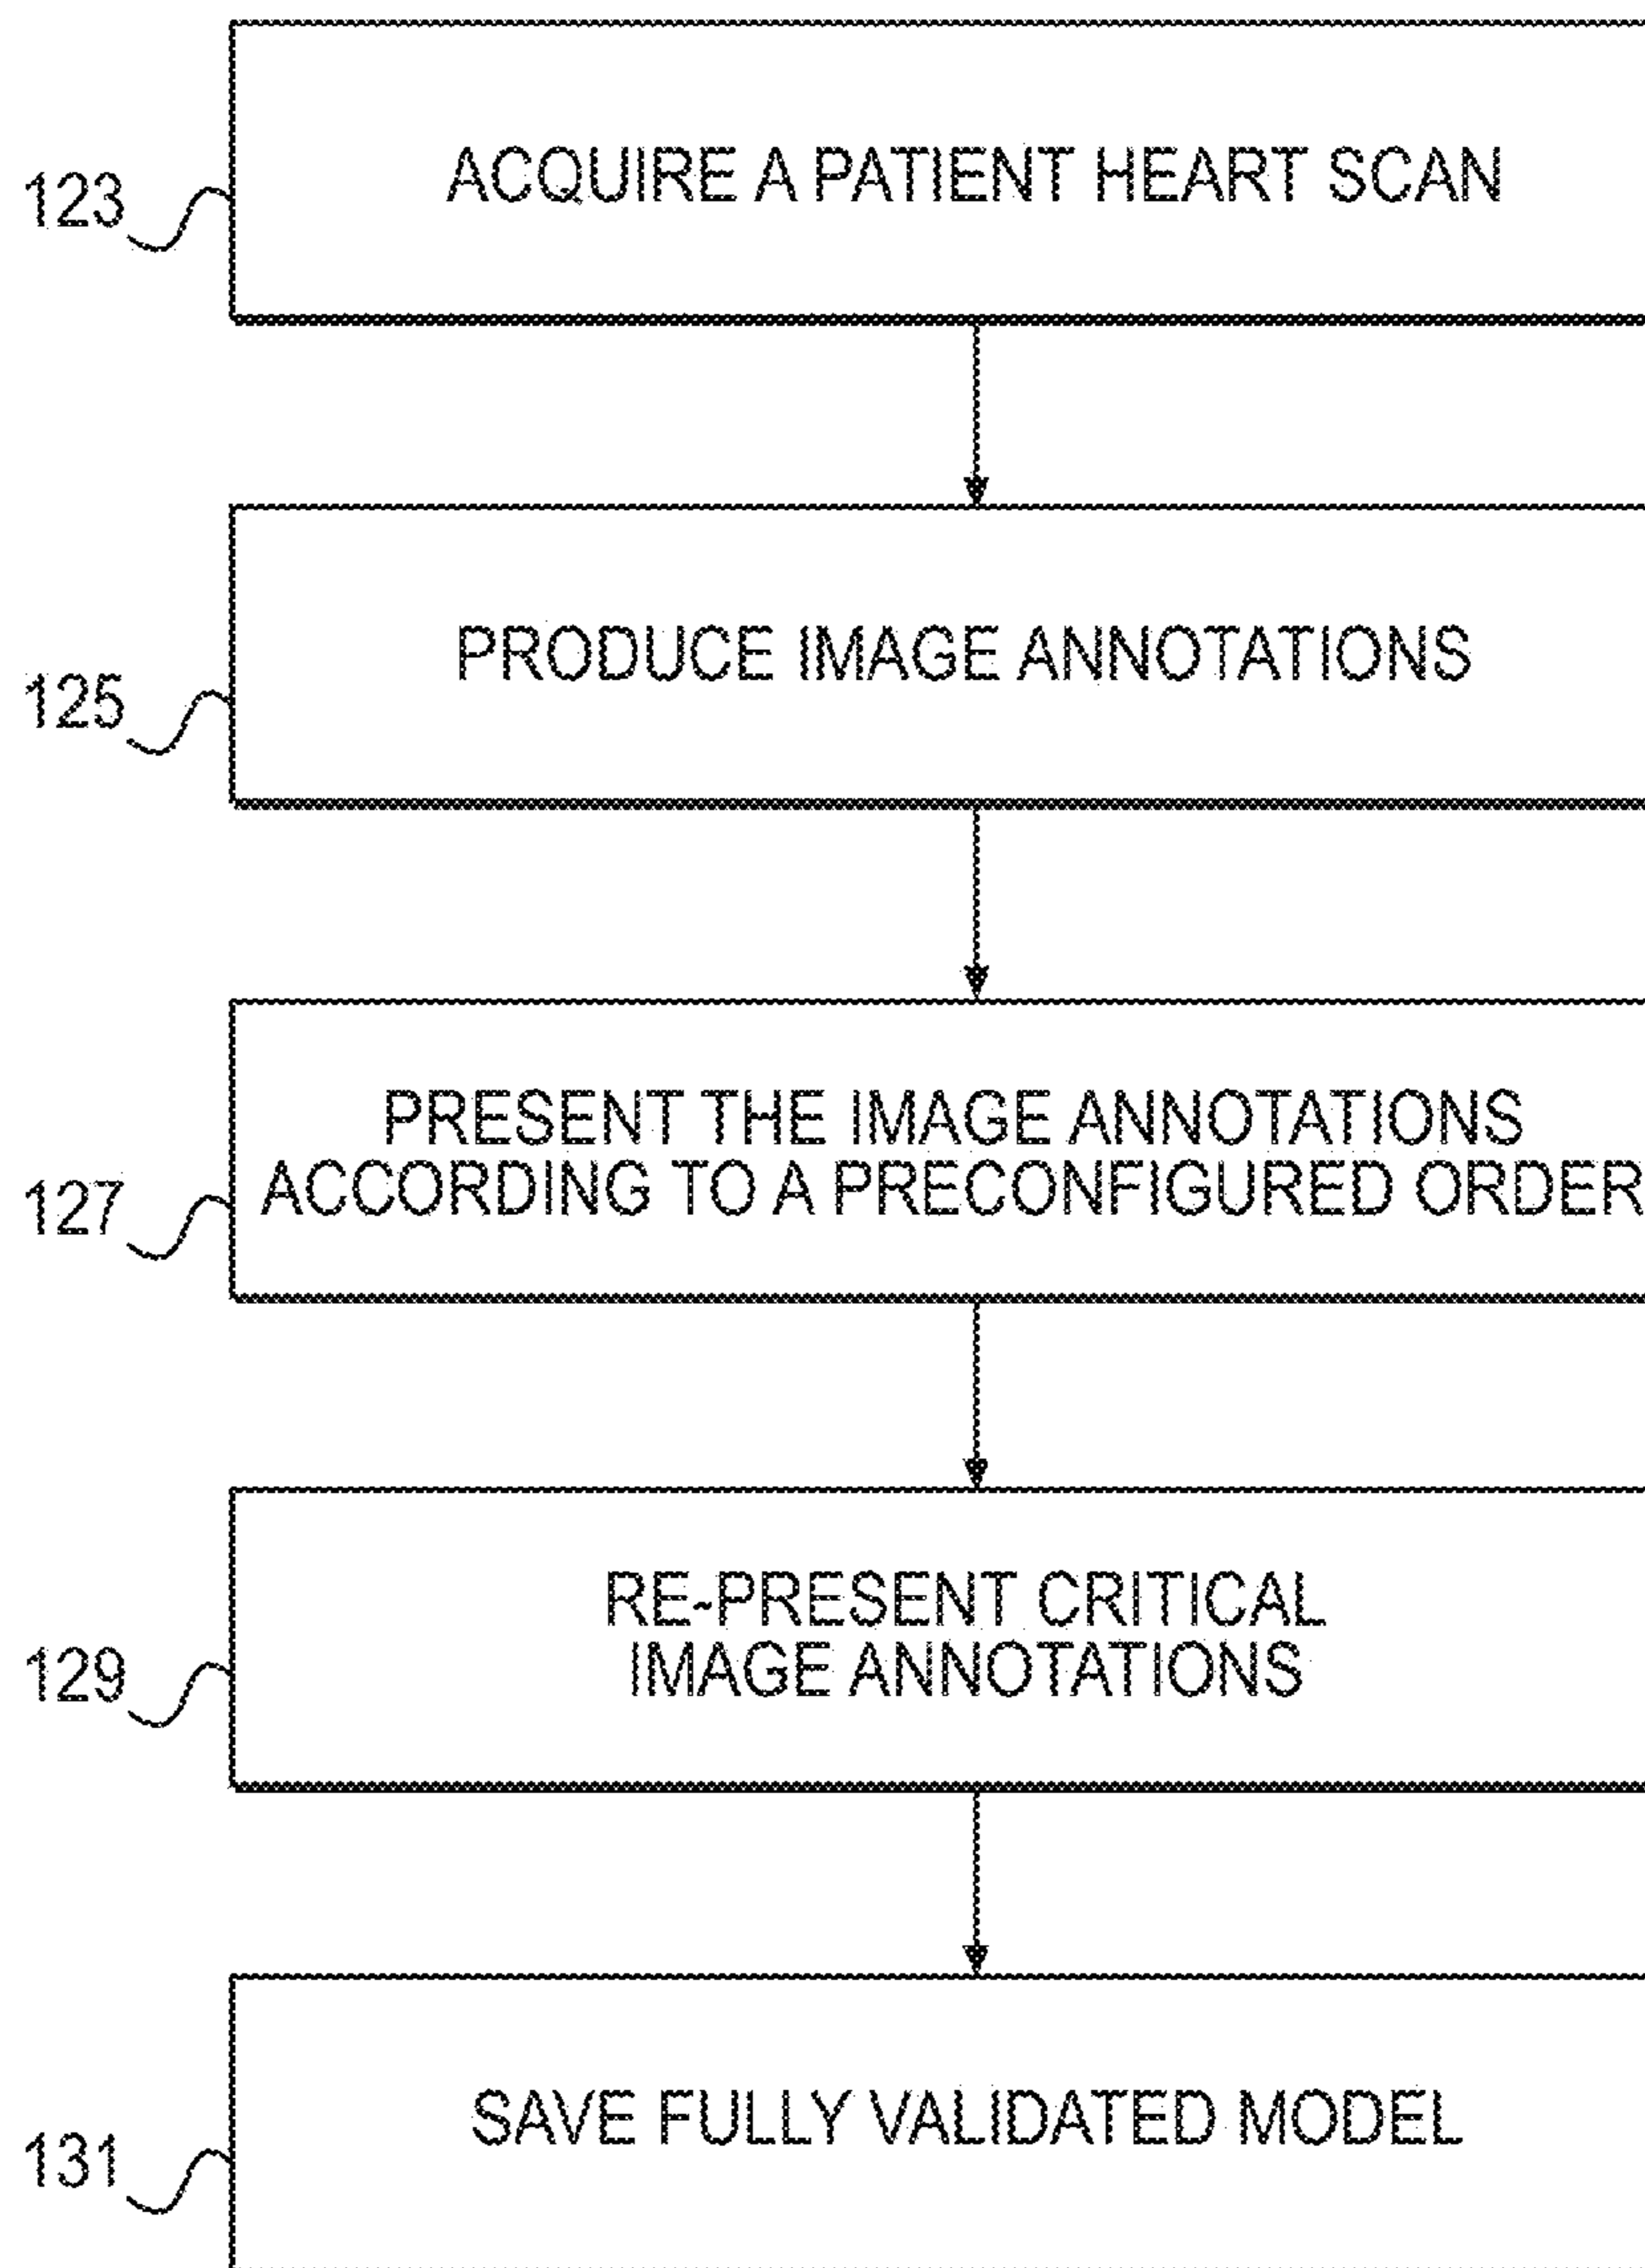 123
ACQUIRE A PATIENT HEART SCAN
125
PRODUCE IMAGE ANNOTATIONS
127
PRESENT THE IMAGE ANNOTATIONS
ACCORDING TO A PRECONFIGURED ORDER
129
RE-PRESENT CRITICAL
IMAGE ANNOTATIONS
131
SAVE FULLY VALIDATED MODEL